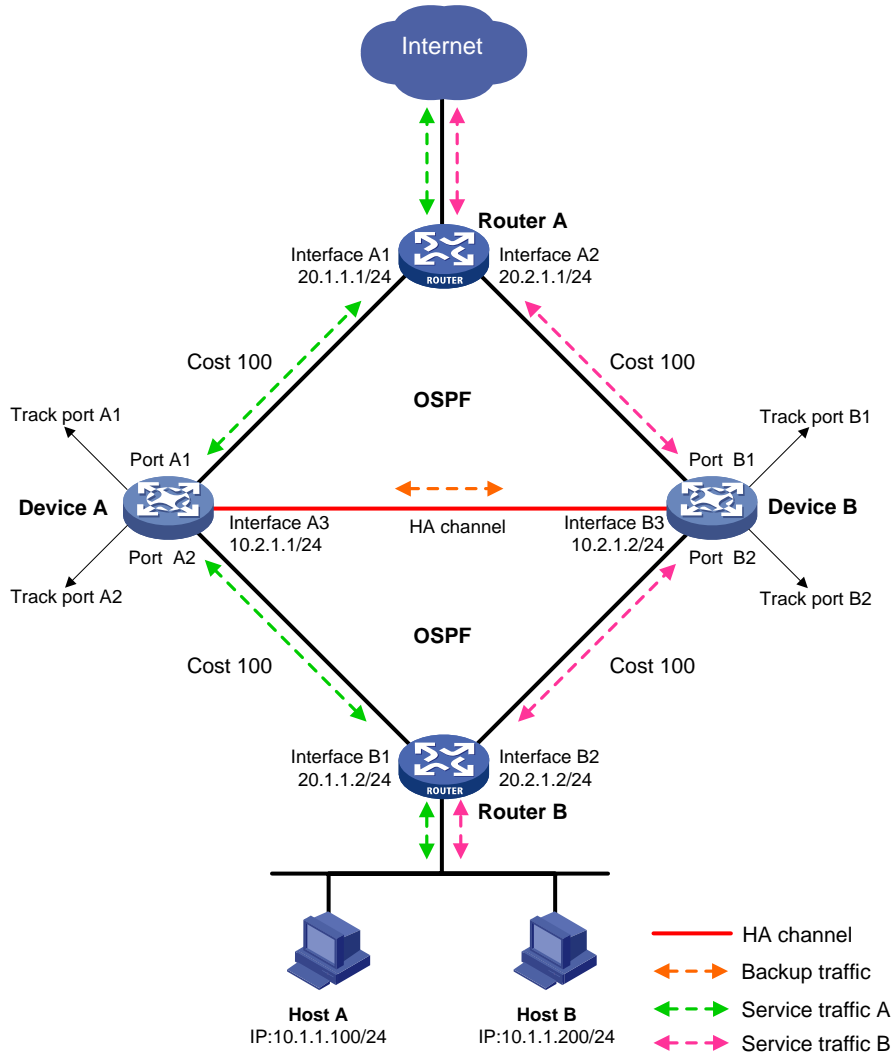 Internet
Router A
Interface A1
20.1.1.1/24
ROUTER
Interface A2
20.2.1.1/24
Cost 100
Cost 100
OSPF
Track port A1
Track port B1
Port A1
Port B1
Device A
Device B
Interface A3
10.2.1.1/24
HA channel
Interface B3
10.2.1.2/24
Port A2
Port B2
Track port A2
Track port B2
OSPF
Cost 100
Cost 100
Interface B1
20.1.1.2/24
ROUTER
Interface B2
20.2.1.2/24
Router B
Host A
IP:10.1.1.100/24
Host B
IP:10.1.1.200/24
HA channel
Backup traffic
Service traffic A
Service traffic B